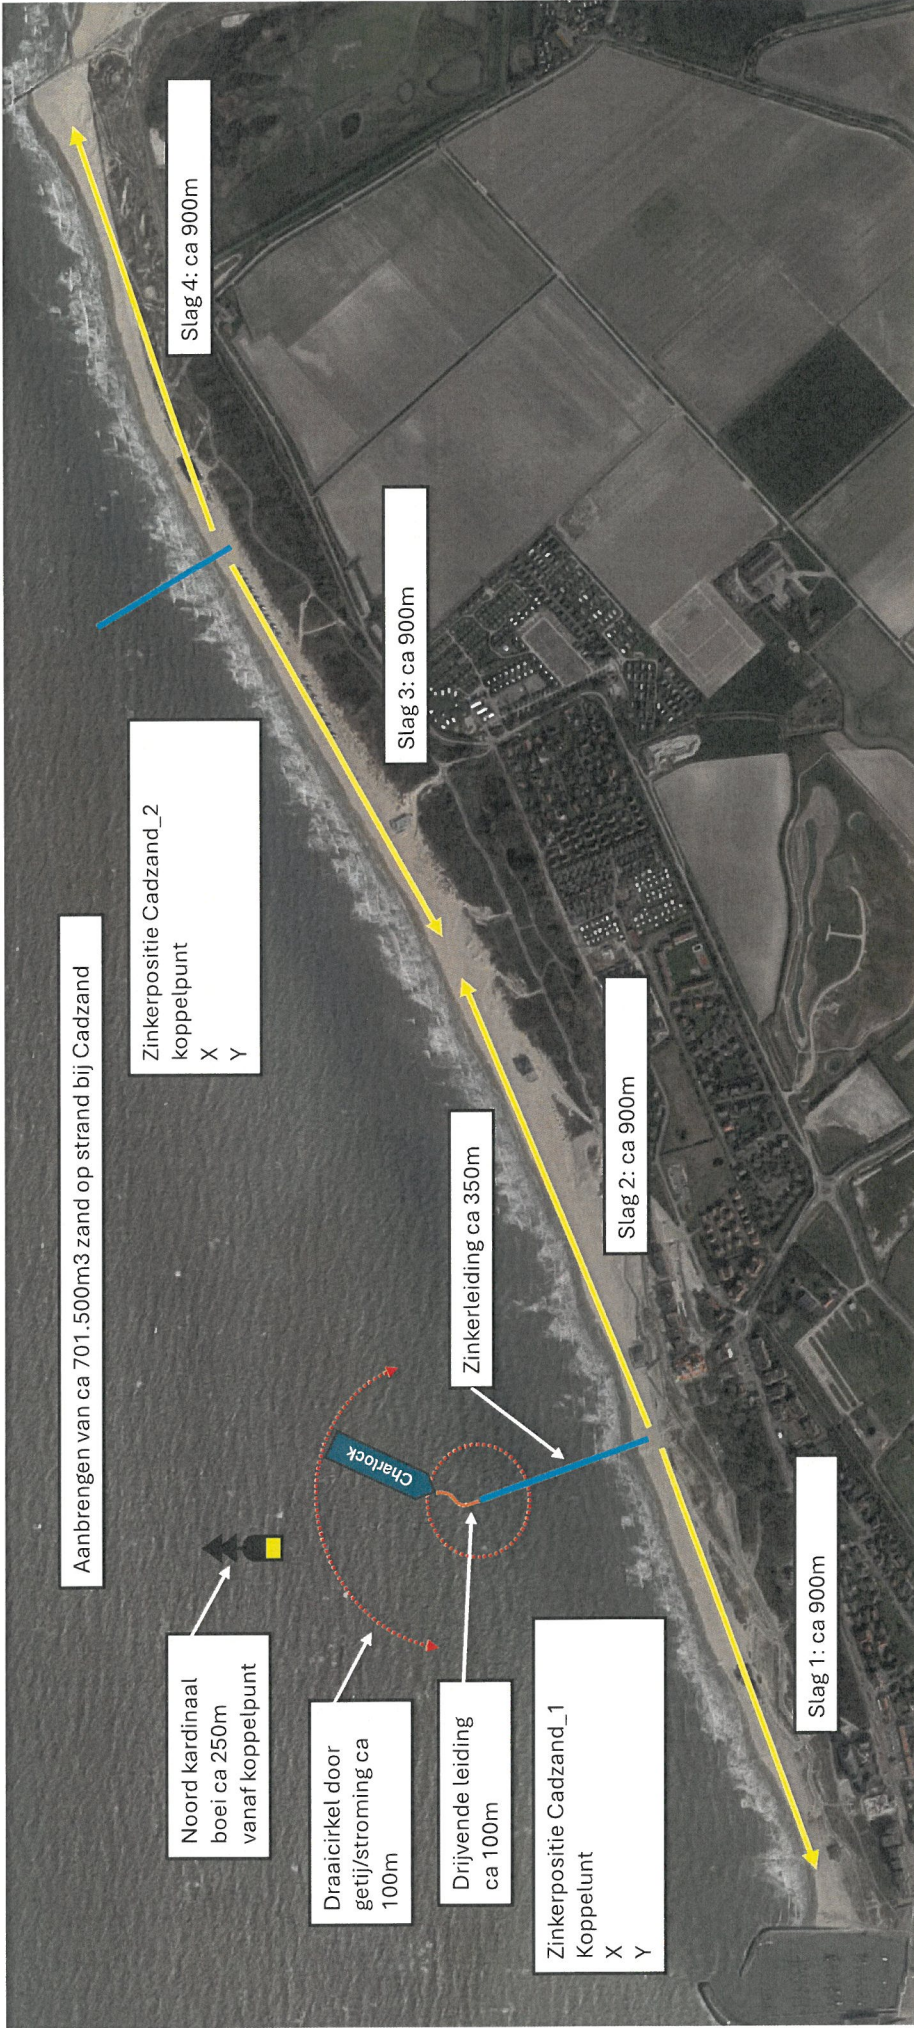 Aanbrengen van ca 701.500m3 zand op strand bij Cadzand
Noord kardinaal
boei ca 250m
vanaf koppelpunt
Draaicirkel door
getij/stroming ca
100m
Drijvende leiding
ca 100m
Zinkerpositie Cadzand_1
Koppelunt
X
Y
Charlock
Zinkerleiding ca 350m
Zinkerpositie Cadzand_2
koppelpunt
X
Y
Slag 1: ca 900m
Slag 2: ca 900m
Slag 3: ca 900m
Slag 4: ca 900m